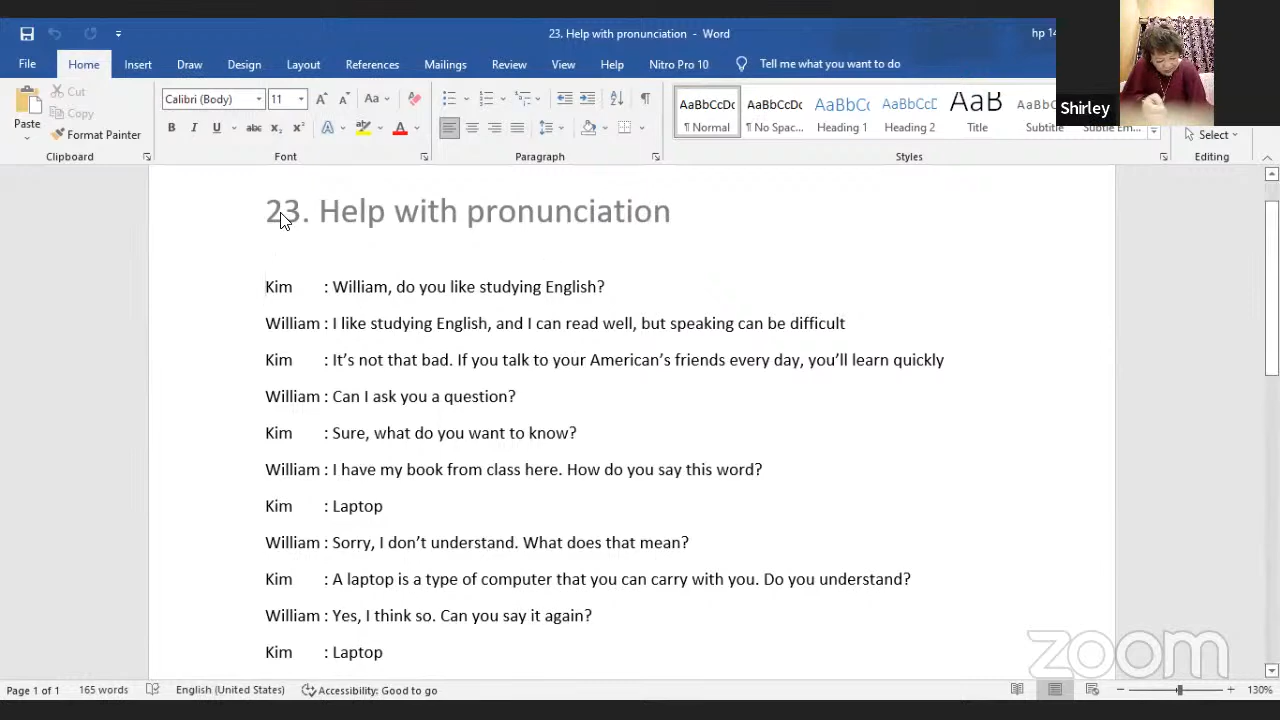 23. Help with pronunciation - Word
hp 14
File Home Insert Draw Design Layout References Mailings Review View Help Nitro Pro 10 Tell me what you want to do
Shirley
Paste
Cut
Copy
Format Painter
Calibri (Body) 11
B I U abc x₂ x²
AaBbCcDc AaBbCcDc AaBbCc AaBbCcD AaB
¶ Normal ¶ No Spac... Heading 1 Heading 2 Title Subtitle Subtle Em...
Select
Clipboard Font Paragraph Styles Editing
23. Help with pronunciation
Kim : William, do you like studying English?
William : I like studying English, and I can read well, but speaking can be difficult
Kim : It’s not that bad. If you talk to your American’s friends every day, you’ll learn quickly
William : Can I ask you a question?
Kim : Sure, what do you want to know?
William : I have my book from class here. How do you say this word?
Kim : Laptop
William : Sorry, I don’t understand. What does that mean?
Kim : A laptop is a type of computer that you can carry with you. Do you understand?
William : Yes, I think so. Can you say it again?
Kim : Laptop
zoom
Page 1 of 1 165 words English (United States) Accessibility: Good to go 130%